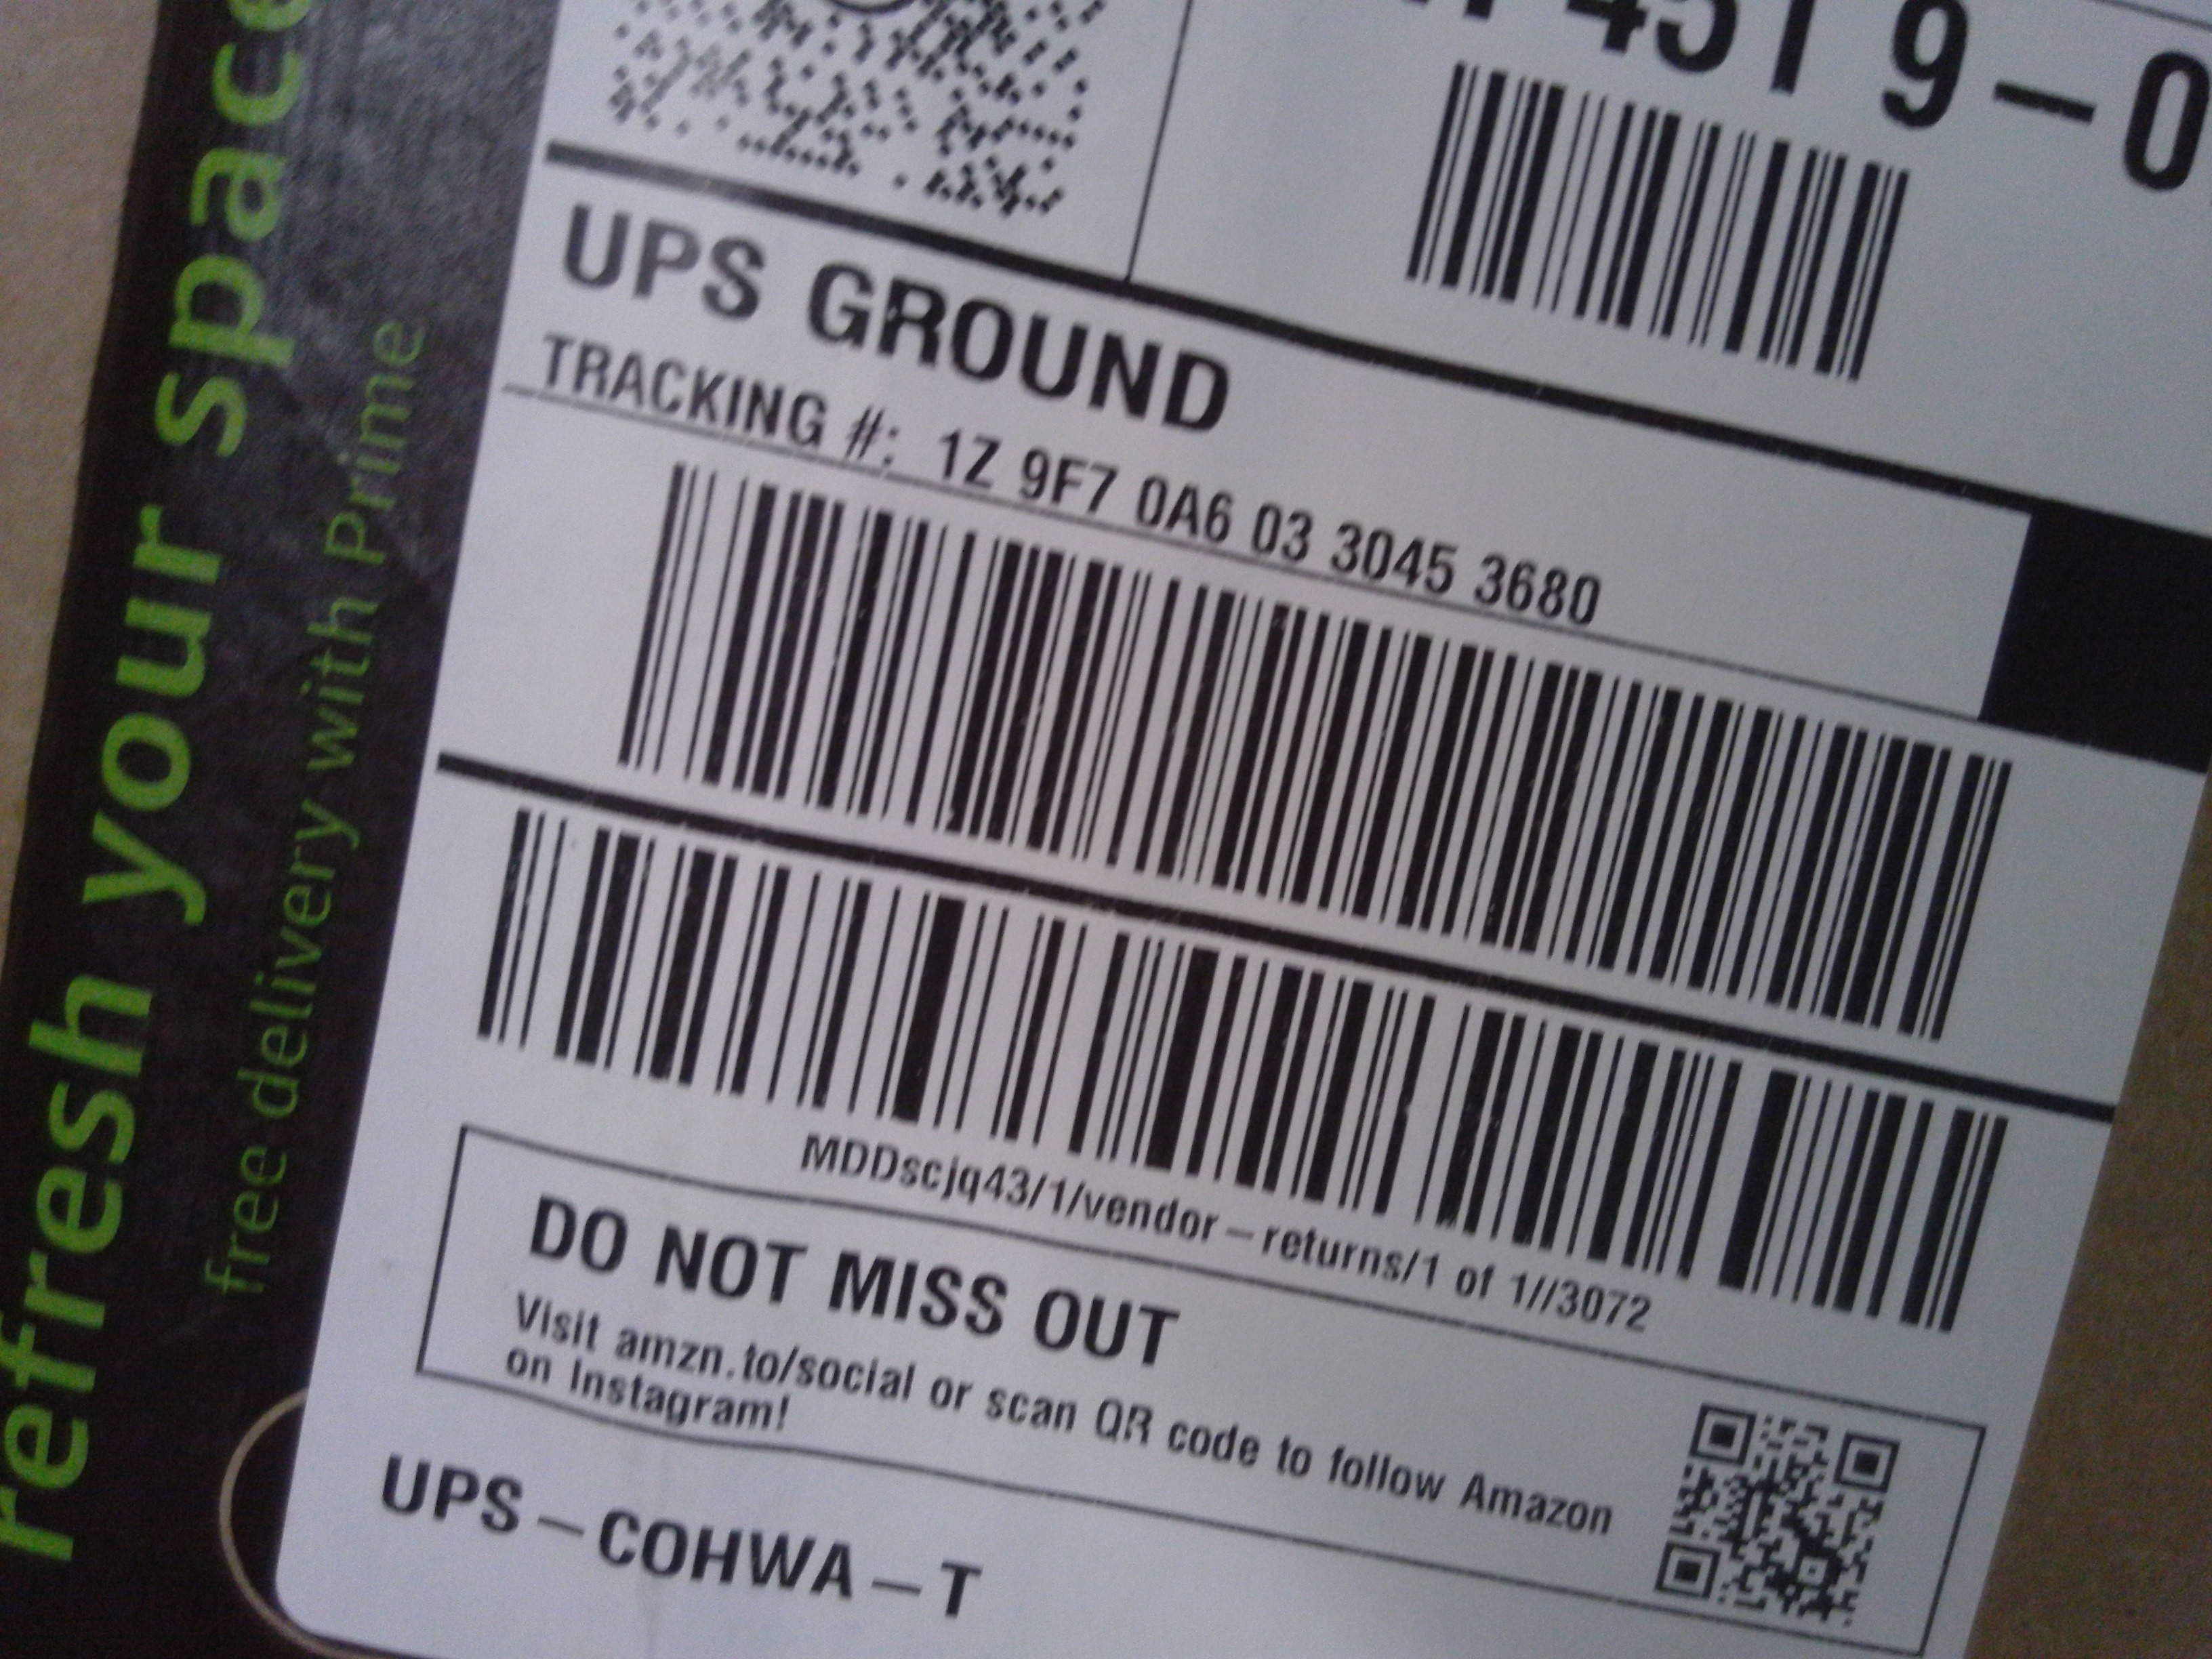 9-0
UPS GROUND
TRACKING #: 1Z 9F7 0A6 03 3045 3680
MDDscjq43/1/vendor-returns/1 of 1//3072
DO NOT MISS OUT
Visit amzn.to/social or scan QR code to follow Amazon
on Instagram!
UPS-COHWA-T
refresh your space
free delivery with Prime